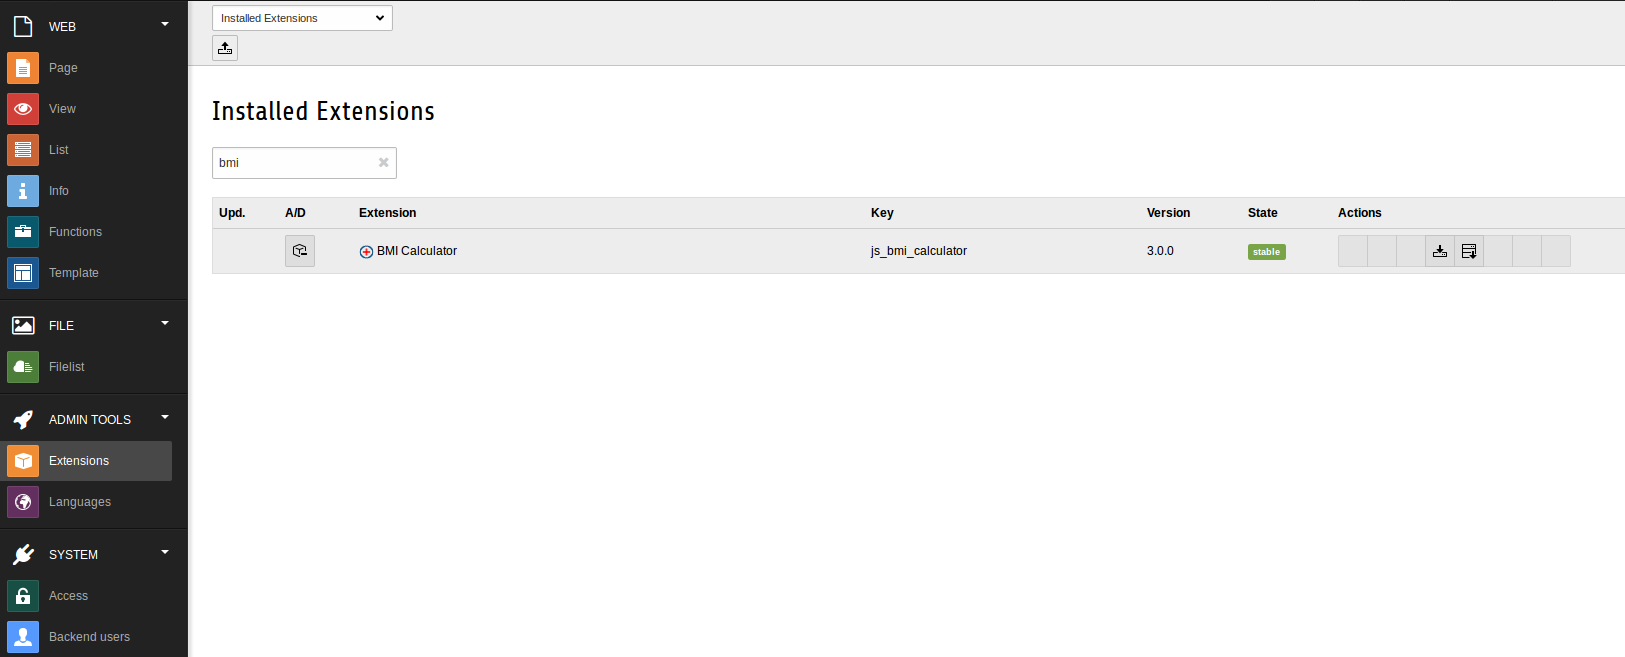 WEB
Page
View
List
Info
Functions
Template
FILE
Filelist
ADMIN TOOLS
Extensions
Languages
SYSTEM
Access
Backend users
Installed Extensions
Installed Extensions
bmi
Upd. A/D Extension Key Version State Actions
BMI Calculator js_bmi_calculator 3.0.0 stable